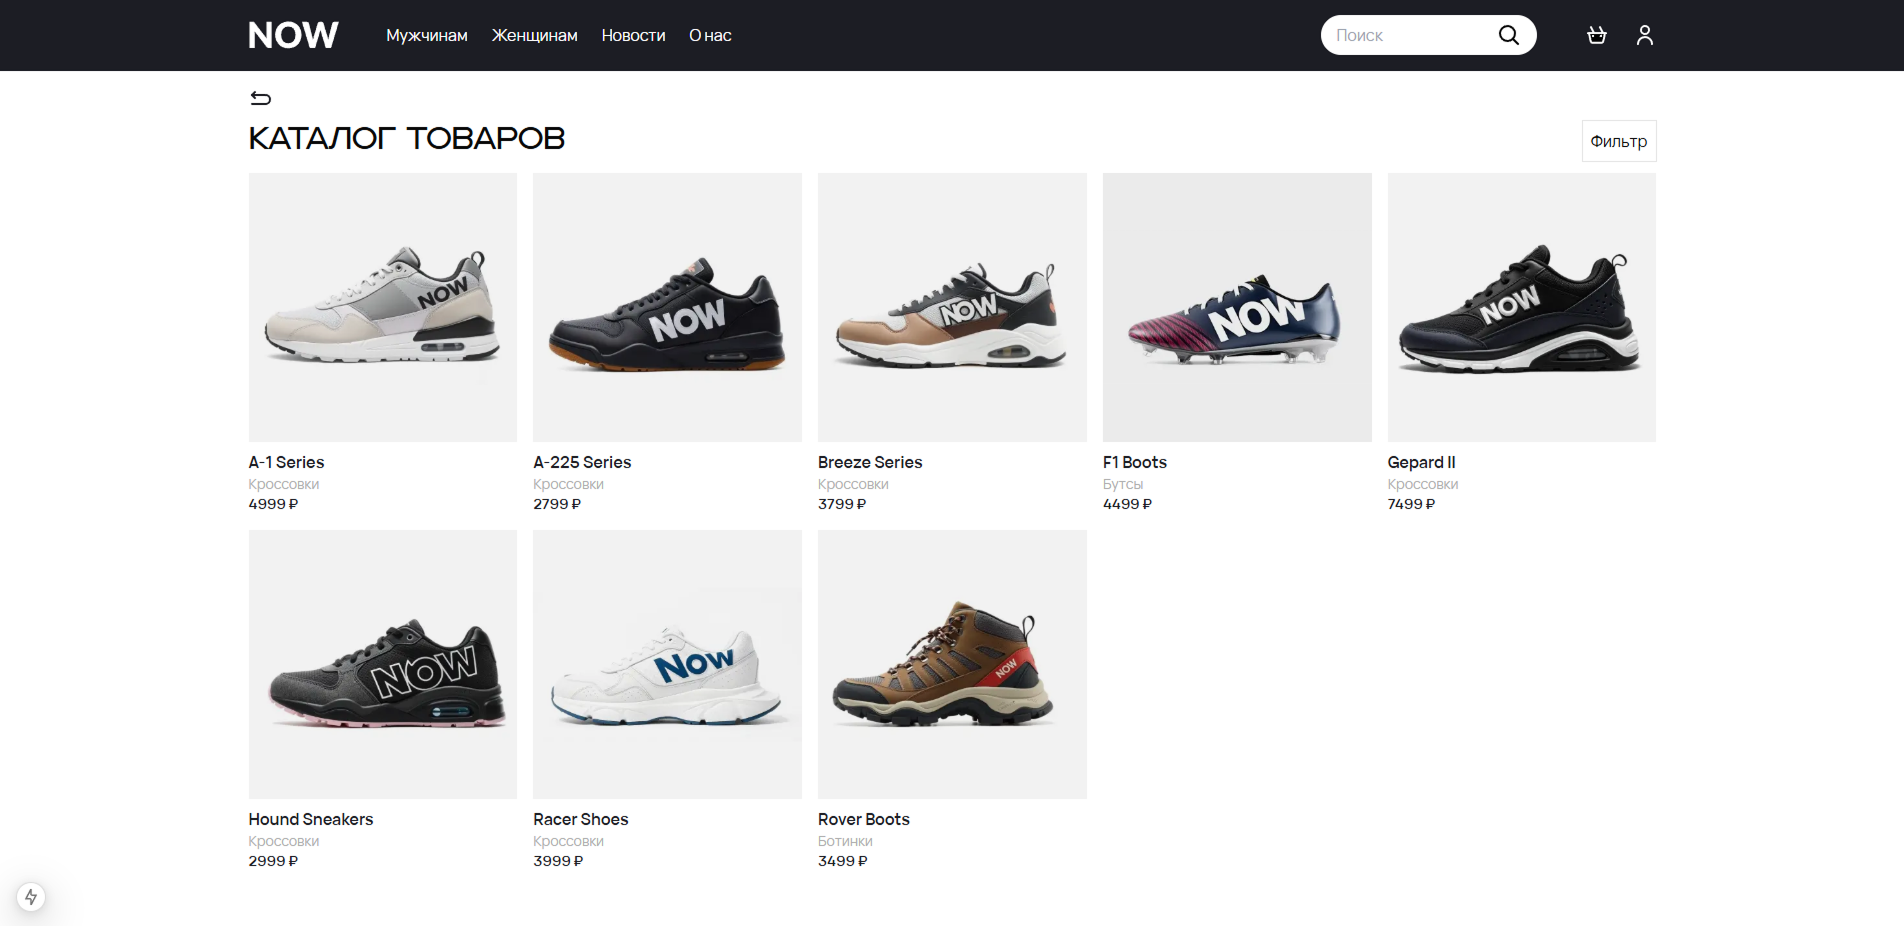 NOW Мужчинам Женщинам Новости О нас Поиск
КАТАЛОГ ТОВАРОВ
Фильтр
NOW
NOW
NOW
NOW
NOW
A-1 Series
Кроссовки
4999 ₽
A-225 Series
Кроссовки
2799 ₽
Breeze Series
Кроссовки
3799 ₽
F1 Boots
Бутсы
4499 ₽
Gepard II
Кроссовки
7499 ₽
NOW
NOW
NOW
Hound Sneakers
Кроссовки
2999 ₽
Racer Shoes
Кроссовки
3999 ₽
Rover Boots
Ботинки
3499 ₽